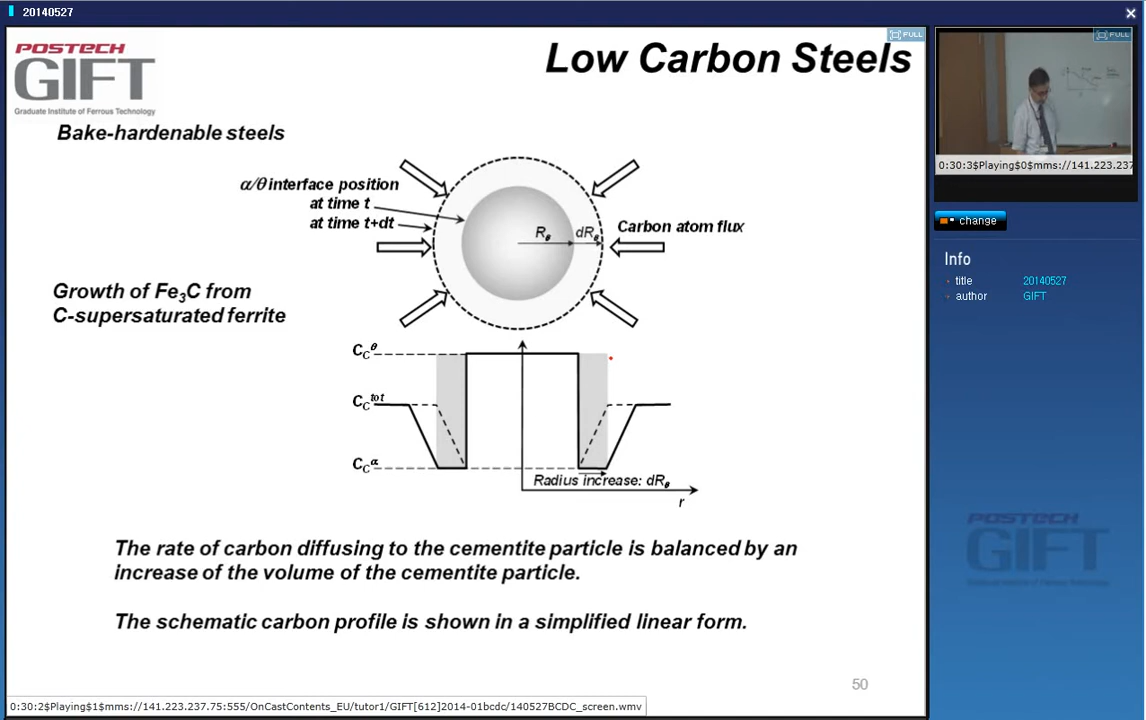 20140527
POSTECH
GIFT
Graduate Institute of Ferrous Technology
FULL
Low Carbon Steels
Bake-hardenable steels
α/θ interface position
at time t
at time t+dt
Rθ
dRθ
Carbon atom flux
Growth of Fe3C from
C-supersaturated ferrite
CCθ
CCtot
CCα
Radius increase: dRθ
r
The rate of carbon diffusing to the cementite particle is balanced by an
increase of the volume of the cementite particle.
The schematic carbon profile is shown in a simplified linear form.
50
0:30:2$Playing$1$mms://141.223.237.75:555/OnCastContents_EU/tutor1/GIFT[612]2014-01bcdc/140527BCDC_screen.wmv
FULL
0:30:3$Playing$0$mms://141.223.237
change
Info
title 20140527
author GIFT
POSTECH
GIFT